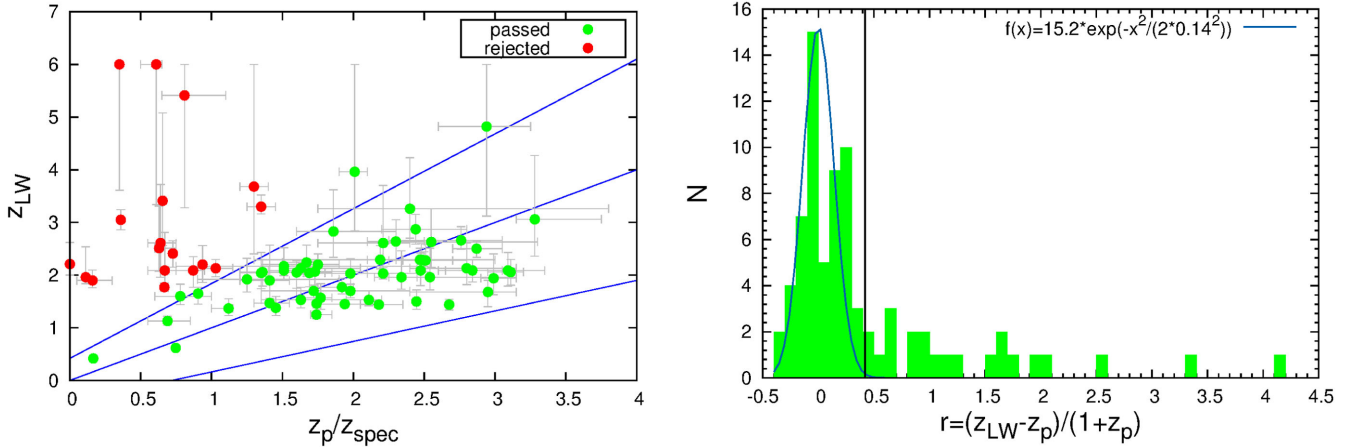 7
6
5
4
3
2
1
0
z_LW
passed
rejected
0 0.5 1 1.5 2 2.5 3 3.5 4
z_p/z_spec
16
14
12
10
8
6
4
2
0
N
f(x)=15.2*exp(-x²/(2*0.14²))
-0.5 0 0.5 1 1.5 2 2.5 3 3.5 4 4.5
r=(z_LW-z_p)/(1+z_p)